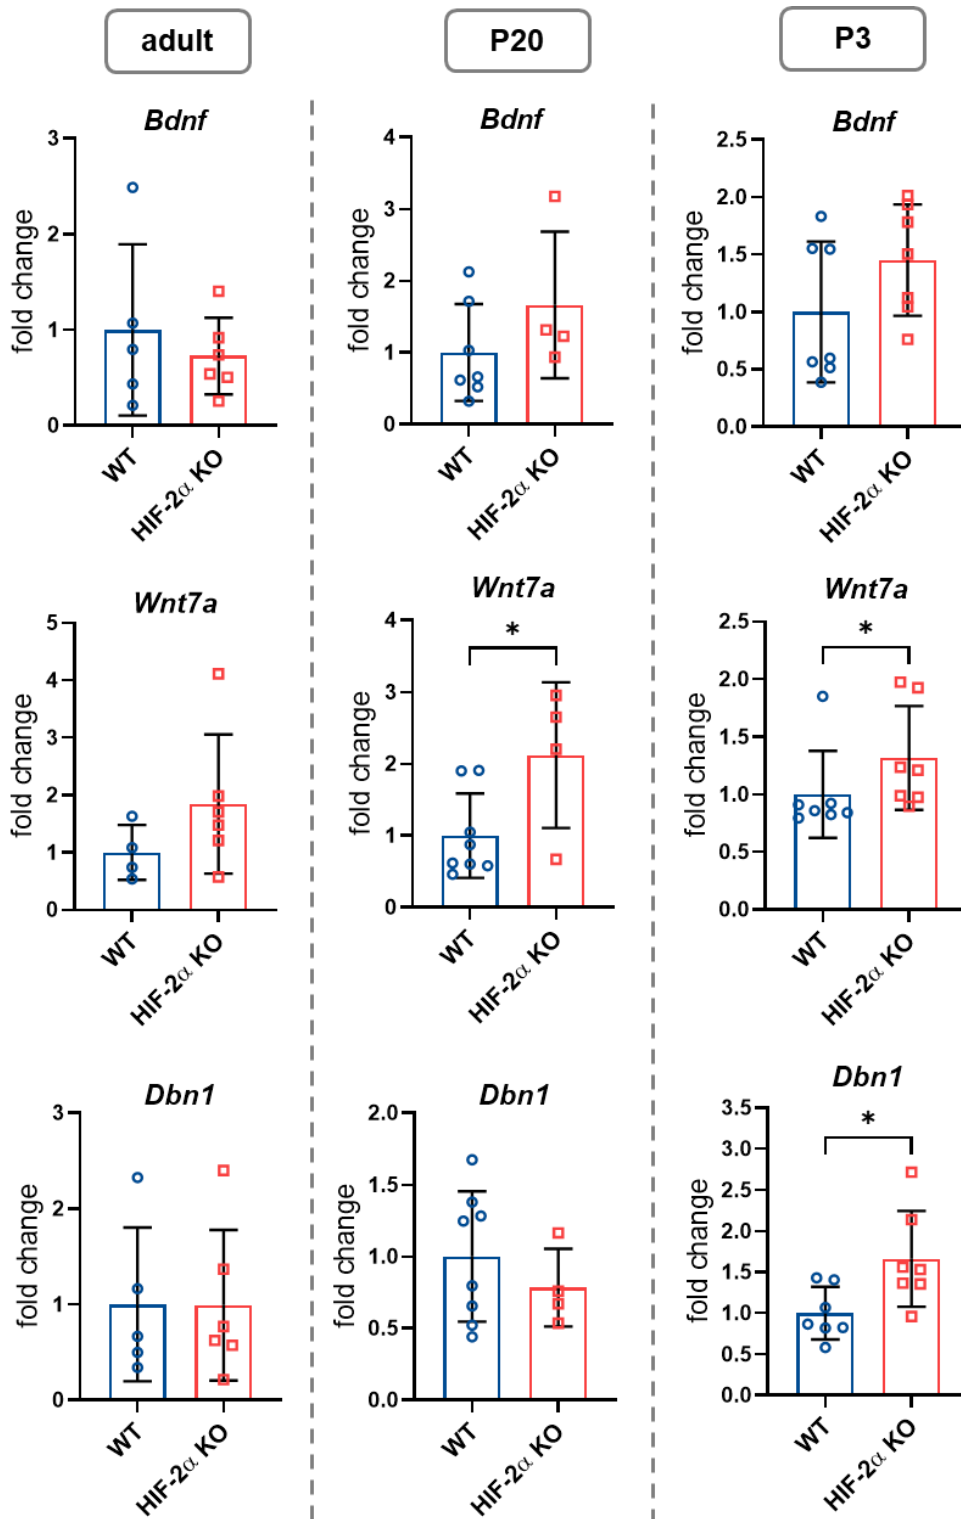 adult
P20
P3
Bdnf
Bdnf
Bdnf
fold change
3
2
1
0
WT
HIF-2α KO
fold change
4
3
2
1
0
WT
HIF-2α KO
fold change
2.5
2.0
1.5
1.0
0.5
0.0
WT
HIF-2α KO
Wnt7a
Wnt7a
Wnt7a
fold change
5
4
3
2
1
0
WT
HIF-2α KO
fold change
4
3
2
1
0
*
WT
HIF-2α KO
fold change
2.5
2.0
1.5
1.0
0.5
0.0
*
WT
HIF-2α KO
Dbn1
Dbn1
Dbn1
fold change
3
2
1
0
WT
HIF-2α KO
fold change
2.0
1.5
1.0
0.5
0.0
WT
HIF-2α KO
fold change
3.5
3.0
2.5
2.0
1.5
1.0
0.5
0.0
*
WT
HIF-2α KO